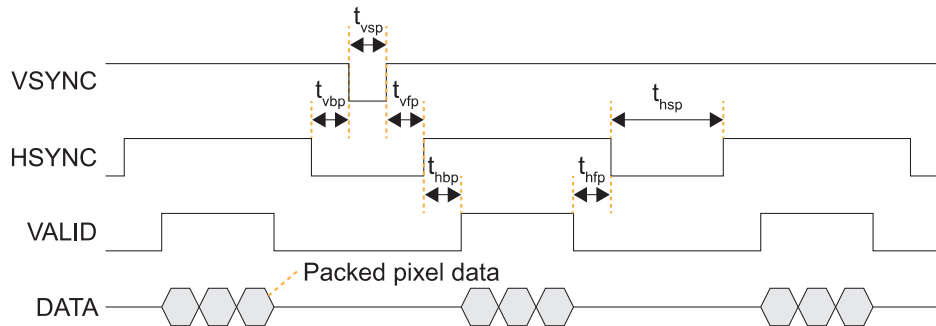 t_vsp
VSYNC
t_vbp t_vfp t_hsp
HSYNC
t_hbp t_hfp
VALID
Packed pixel data
DATA